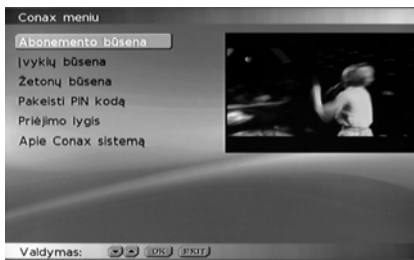 Conax meniu
Abonemento būsena
Įvykių būsena
Žetonų būsena
Pakeisti PIN kodą
Priėjimo lygis
Apie Conax sistemą
Valdymas: OK EXIT